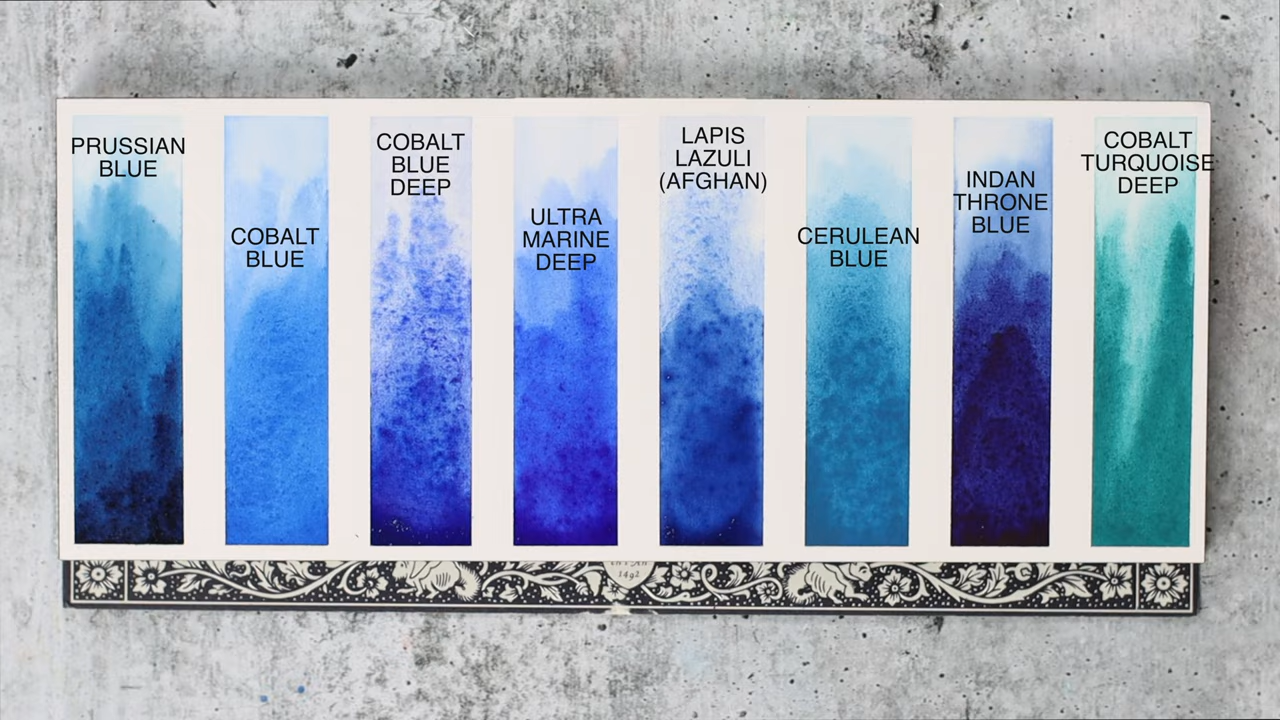 PRUSSIAN
BLUE
COBALT
BLUE
COBALT
BLUE
DEEP
ULTRA
MARINE
DEEP
LAPIS
LAZULI
(AFGHAN)
CERULEAN
BLUE
INDAN
THRONE
BLUE
COBALT
TURQUOISE
DEEP
1492